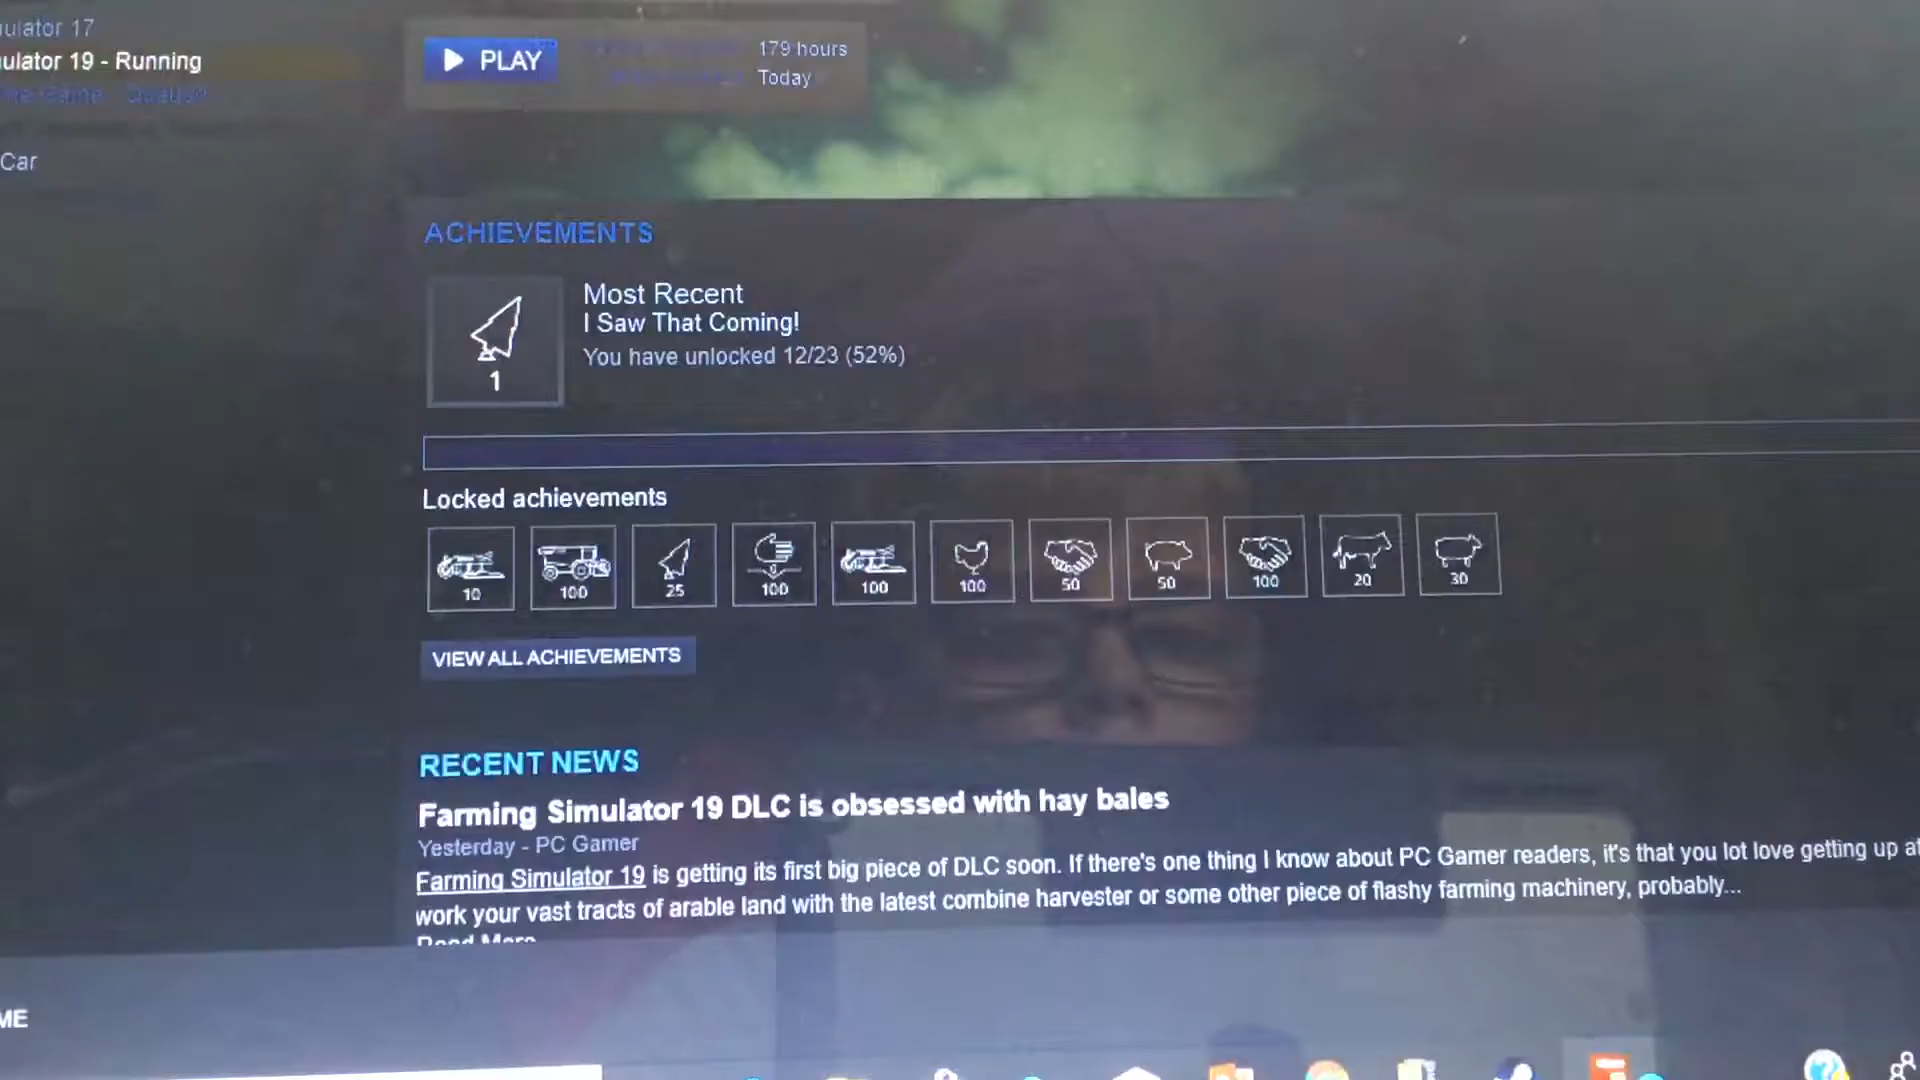 ulator 17
ulator 19 - Running
Car
PLAY
179 hours
Today
ACHIEVEMENTS
1
Most Recent
I Saw That Coming!
You have unlocked 12/23 (52%)
Locked achievements
10 100 25 100 100 100 50 50 100 20 30
VIEW ALL ACHIEVEMENTS
RECENT NEWS
Farming Simulator 19 DLC is obsessed with hay bales
Yesterday - PC Gamer
Farming Simulator 19 is getting its first big piece of DLC soon. If there's one thing I know about PC Gamer readers, it's that you lot love getting up at
work your vast tracts of arable land with the latest combine harvester or some other piece of flashy farming machinery, probably...
Read More
ME